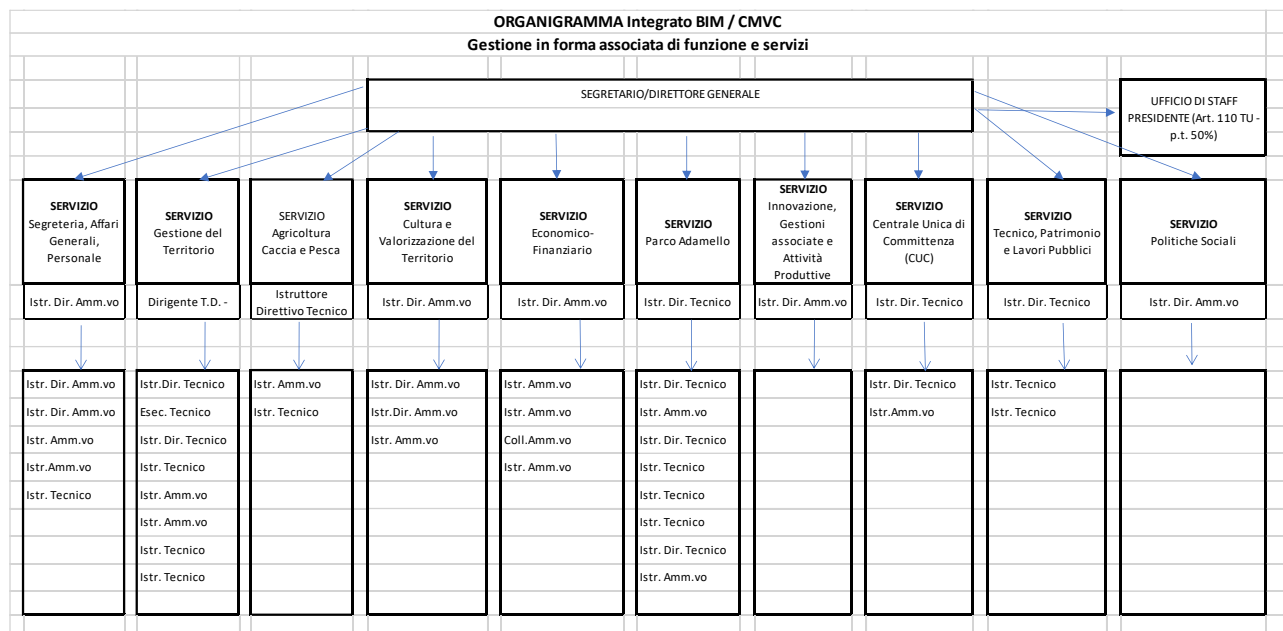 ORGANIGRAMMA Integrato BIM / CMVC
Gestione in forma associata di funzione e servizi
SEGRETARIO/DIRETTORE GENERALE
UFFICIO DI STAFF
PRESIDENTE (Art. 110 TU -
p.t. 50%)
SERVIZIO
Segreteria, Affari
Generali,
Personale
SERVIZIO
Gestione del
Territorio
SERVIZIO
Agricoltura
Caccia e Pesca
SERVIZIO
Cultura e
Valorizzazione del
Territorio
SERVIZIO
Economico-
Finanziario
SERVIZIO
Parco Adamello
SERVIZIO
Innovazione,
Gestioni
associate e
Attività
Produttive
SERVIZIO
Centrale Unica di
Committenza
(CUC)
SERVIZIO
Tecnico, Patrimonio
e Lavori Pubblici
SERVIZIO
Politiche Sociali
Istr. Dir. Amm.vo
Dirigente T.D. -
Istruttore
Direttivo Tecnico
Istr. Dir. Amm.vo
Istr. Dir. Amm.vo
Istr. Dir. Tecnico
Istr. Dir. Amm.vo
Istr. Dir. Tecnico
Istr. Dir. Tecnico
Istr. Dir. Amm.vo
Istr. Dir. Amm.vo
Istr. Dir. Amm.vo
Istr. Amm.vo
Istr.Amm.vo
Istr. Tecnico
Istr.Dir. Tecnico
Esec. Tecnico
Istr. Dir. Tecnico
Istr. Tecnico
Istr. Amm.vo
Istr. Amm.vo
Istr. Tecnico
Istr. Tecnico
Istr. Amm.vo
Istr. Tecnico
Istr. Dir. Amm.vo
Istr.Dir. Amm.vo
Istr. Amm.vo
Istr. Amm.vo
Istr. Amm.vo
Coll.Amm.vo
Istr. Amm.vo
Istr. Dir. Tecnico
Istr. Amm.vo
Istr. Dir. Tecnico
Istr. Tecnico
Istr. Tecnico
Istr. Tecnico
Istr. Dir. Tecnico
Istr. Amm.vo
Istr. Dir. Tecnico
Istr.Amm.vo
Istr. Tecnico
Istr. Tecnico